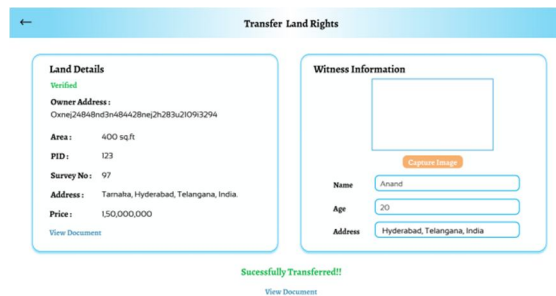 Transfer Land Rights
Land Details
Verified
Owner Address :
Oxnej24848nd3n484428nej2h283u2109i3294
Area : 400 sq.ft
PID : 123
Survey No : 97
Address : Tarnaka, Hyderabad, Telangana, India.
Price : 1,50,000,000
View Document
Witness Information
Capture Image
Name Anand
Age 20
Address Hyderabad, Telangana, India
Sucessfully Transferred!!
View Document